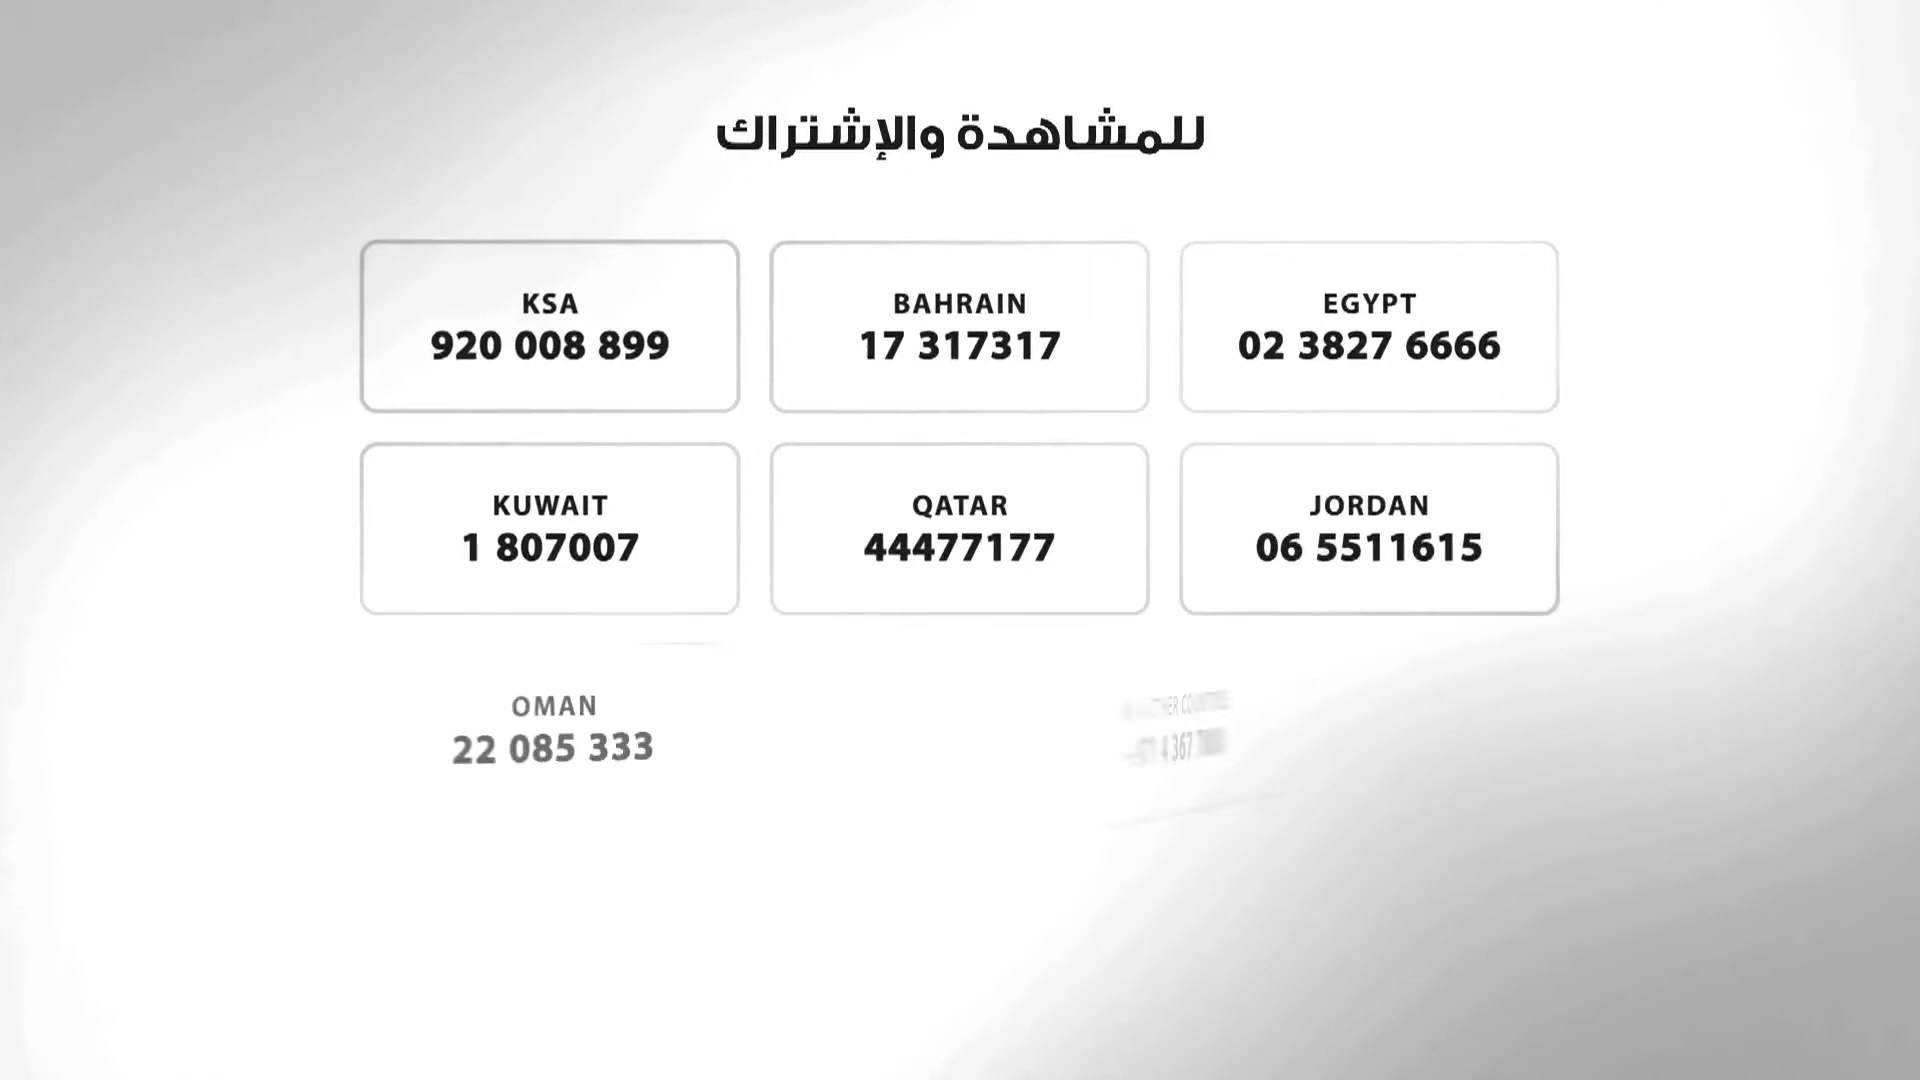 للمشاهدة والإشتراك
KSA
920 008 899
BAHRAIN
17 317317
EGYPT
02 3827 6666
KUWAIT
1 807007
QATAR
44477177
JORDAN
06 5511615
OMAN
22 085 333